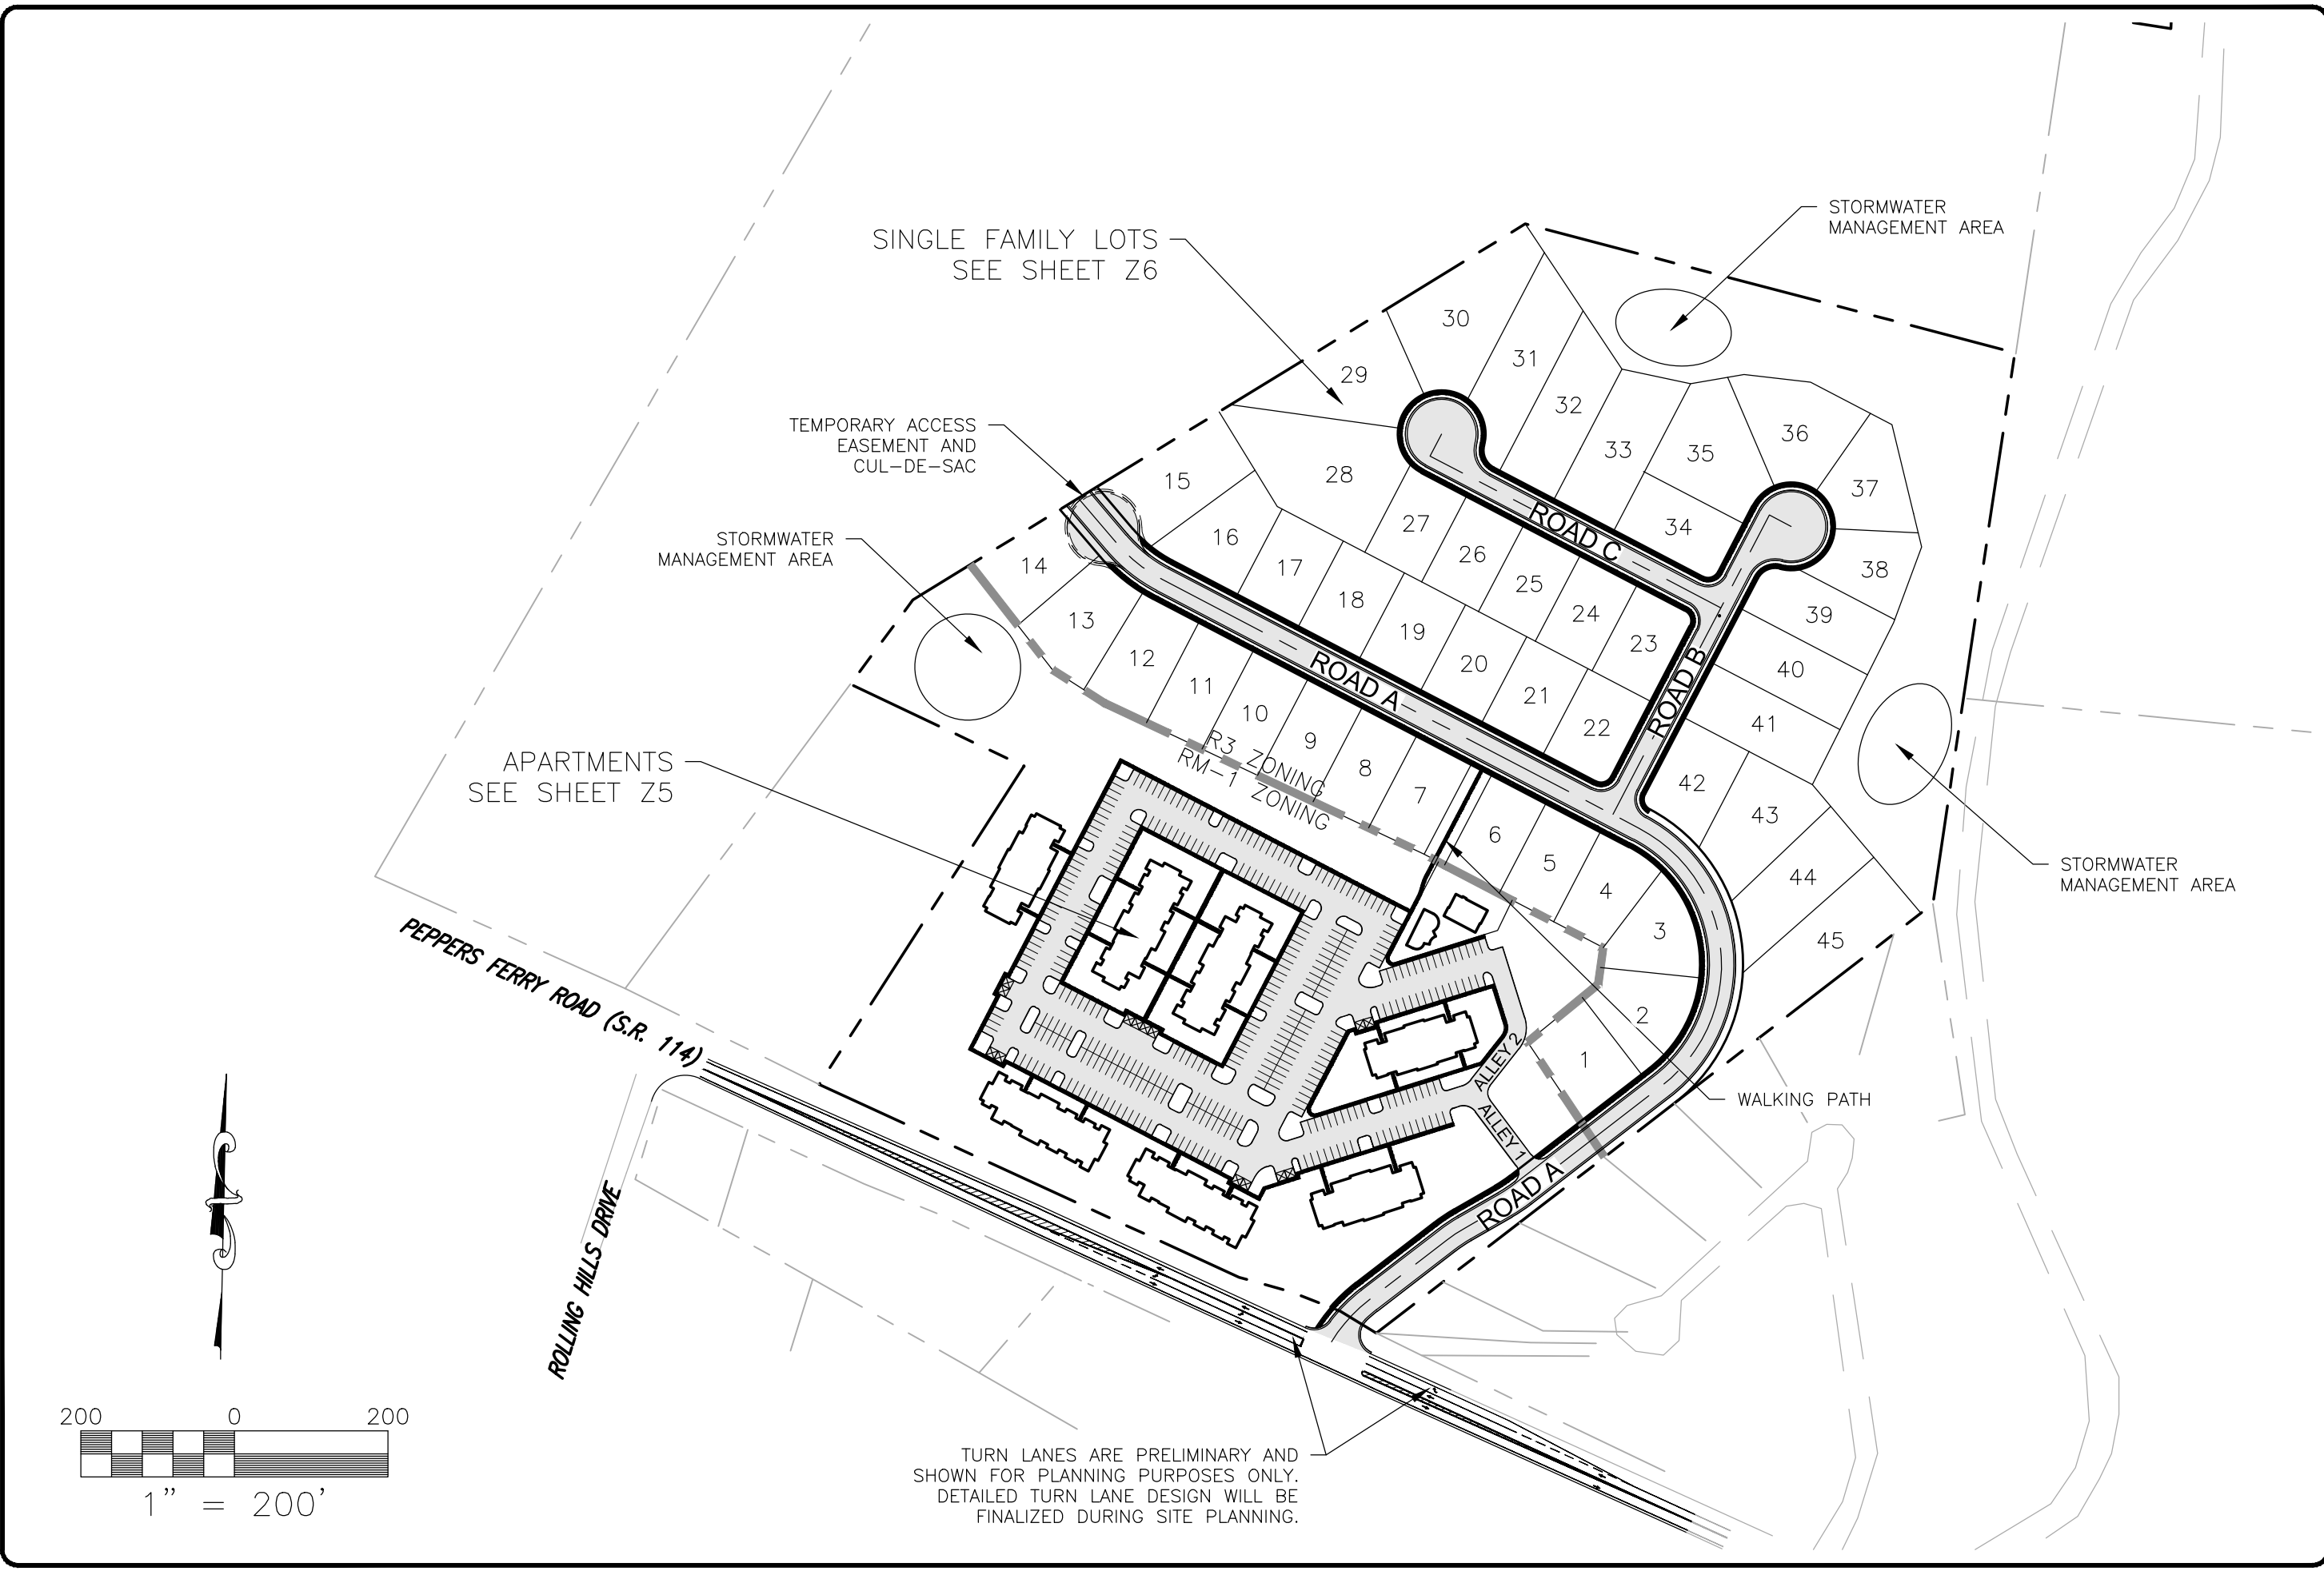 STORMWATER
MANAGEMENT AREA
SINGLE FAMILY LOTS
SEE SHEET Z6
30
31
29
32
TEMPORARY ACCESS
EASEMENT AND
CUL-DE-SAC
36
33
35
28
15
37
27
ROAD C
34
STORMWATER
MANAGEMENT AREA
16
26
14
17
25
38
18
24
39
13
19
23
12
20
40
ROAD A
11
21
ROAD B
10
22
41
9
R3 ZONING
RM-1 ZONING
8
APARTMENTS
SEE SHEET Z5
7
42
43
6
5
STORMWATER
MANAGEMENT AREA
4
44
3
45
PEPPERS FERRY ROAD (S.R. 114)
2
1
ALLEY 2
WALKING PATH
ALLEY 1
ROAD A
ROLLING HILLS DRIVE
200 0 200
1" = 200'
TURN LANES ARE PRELIMINARY AND
SHOWN FOR PLANNING PURPOSES ONLY.
DETAILED TURN LANE DESIGN WILL BE
FINALIZED DURING SITE PLANNING.